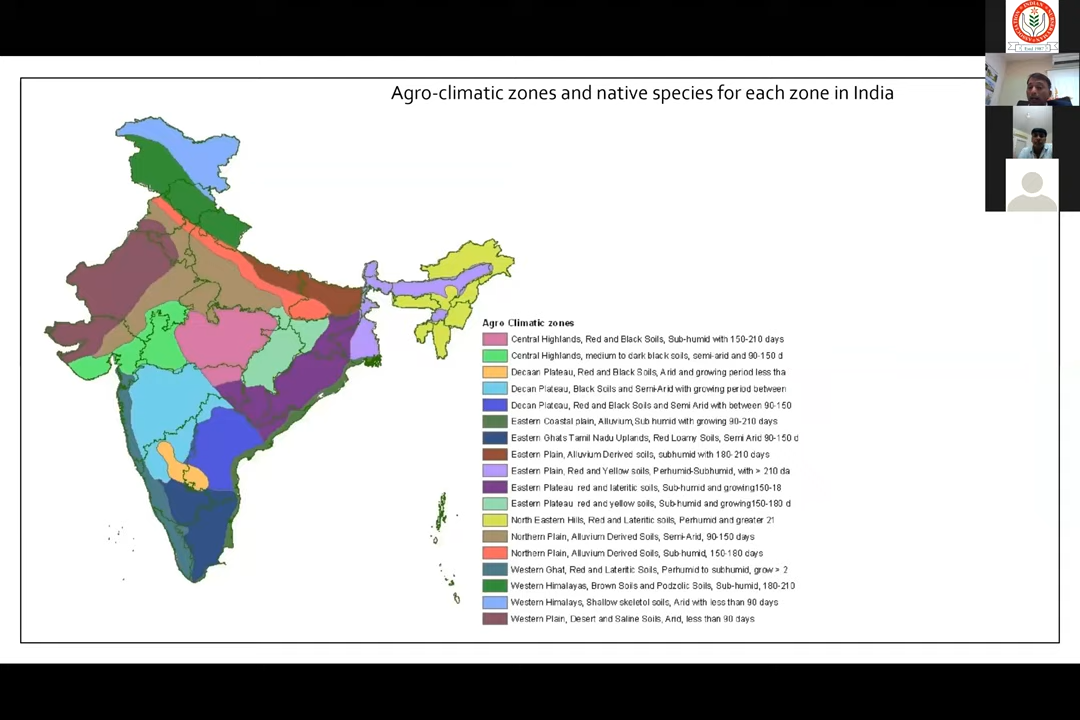 Agro-climatic zones and native species for each zone in India
Agro Climatic zones
Central Highlands, Red and Black Soils, Sub-humid with 150-210 days
Central Highlands, medium to dark black soils, semi-arid and 90-150 d
Decaan Plateau, Red and Black Soils, Arid and growing period less tha
Decan Plateau, Black Soils and Semi-Arid with growing period between
Decan Plateau, Red and Black Soils and Semi Arid with between 90-150
Eastern Coastal plain, Alluvium,Sub humid with growing 90-210 days
Eastern Ghats Tamil Nadu Uplands, Red Loamy Soils, Semi Arid 90-150 d
Eastern Plain, Alluvium Derived soils, subhumid with 180-210 days
Eastern Plain, Red and Yellow soils, Perhumid-Subhumid, with > 210 da
Eastern Plateau red and lateritic soils, Sub-humid and growing150-18
Eastern Plateau red and yellow soils, Sub-humid and growing150-180 d
North Eastern Hills, Red and Lateritic soils, Perhumid and greater 21
Northern Plain, Alluvium Derived Soils, Semi-Arid, 90-150 days
Northern Plain, Alluvium Derived Soils, Sub-humid, 150-180 days
Western Ghat, Red and Lateritic Soils, Perhumid to subhumid, grow > 2
Western Himalayas, Brown Soils and Podzolic Soils, Sub-humid, 180-210
Western Himalays, Shallow skeletol soils, Arid with less than 90 days
Western Plain, Desert and Saline Soils, Arid, less than 90 days